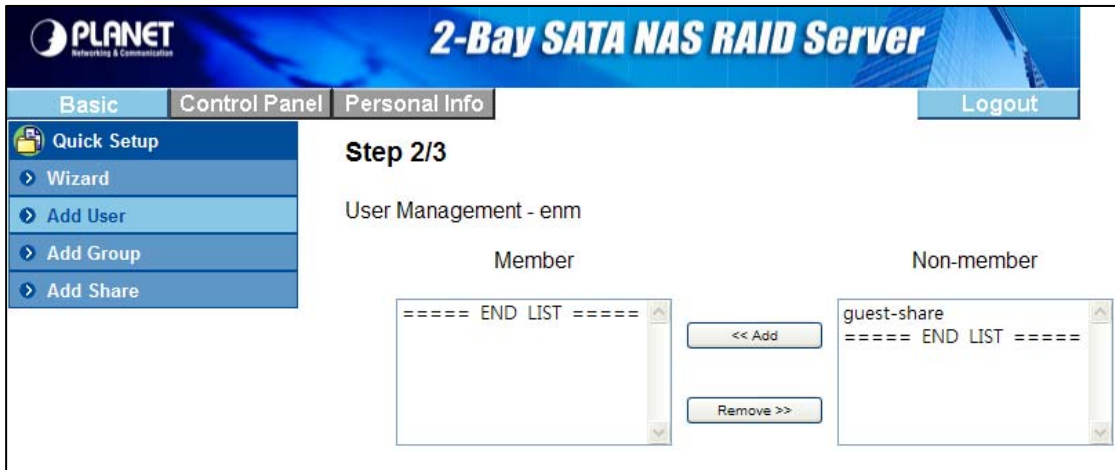 PLANET
Networking & Communication
2-Bay SATA NAS RAID Server
Basic Control Panel Personal Info Logout
Quick Setup
Wizard
Add User
Add Group
Add Share
Step 2/3
User Management - enm
Member
Non-member
===== END LIST =====
<< Add
Remove >>
guest-share
===== END LIST =====